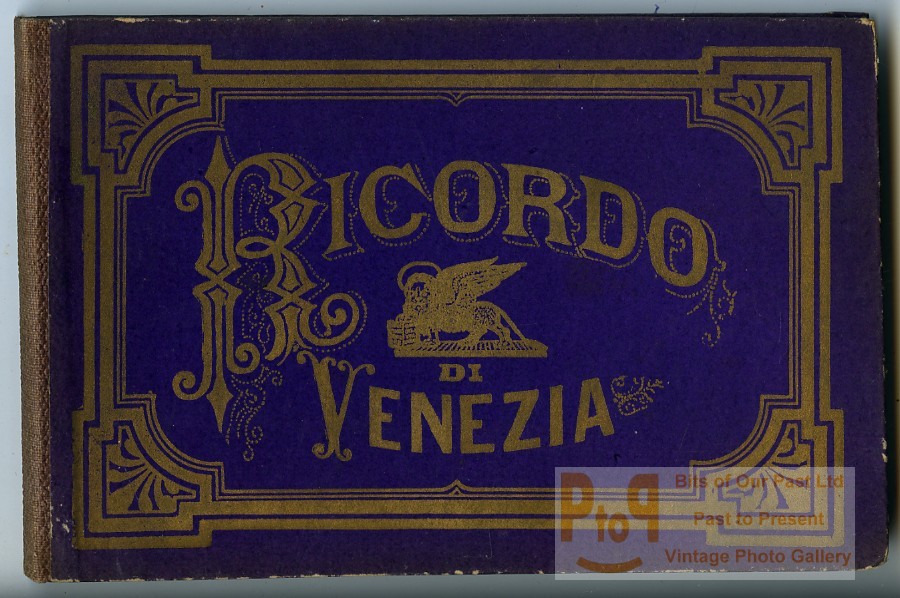 RICORDO
DI
VENEZIA
PtoP
Bits of Our Past Ltd
Past to Present
Vintage Photo Gallery